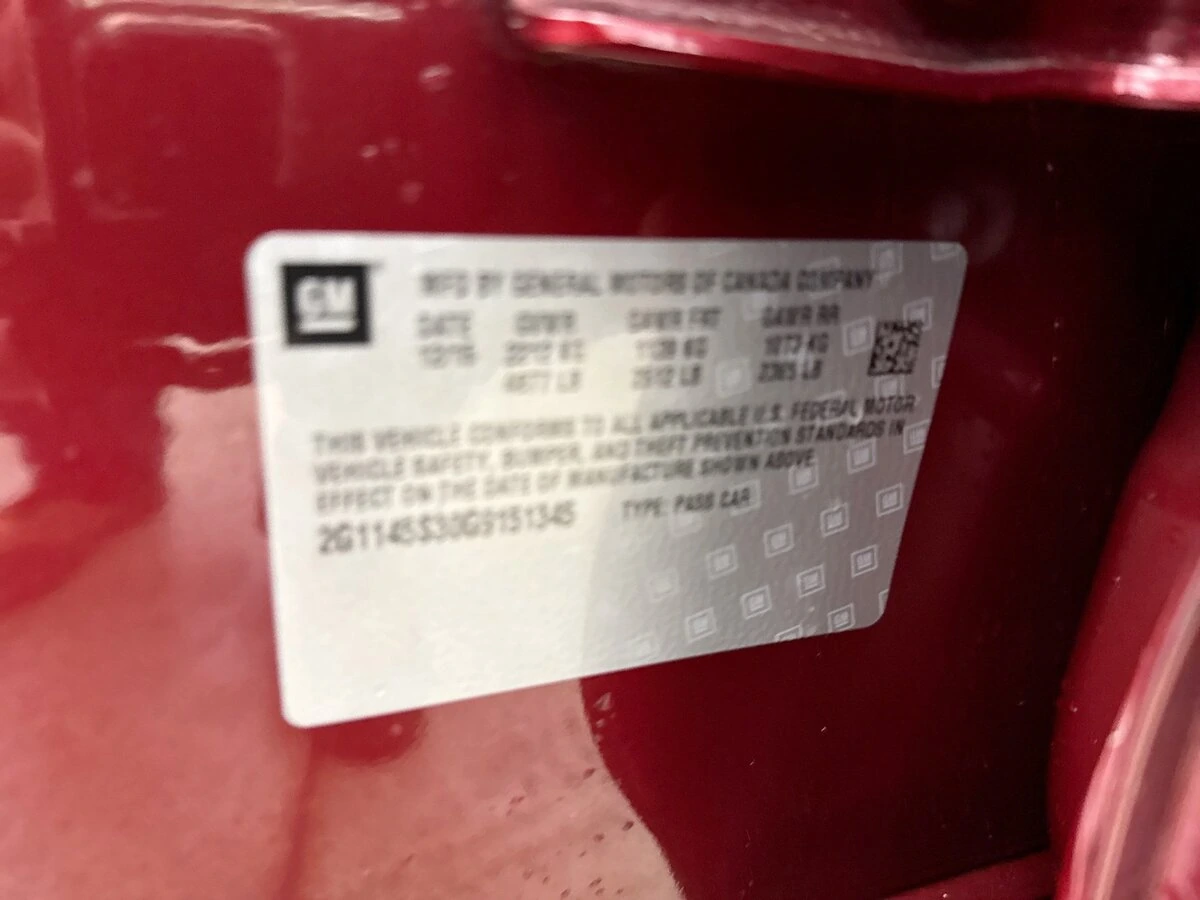 GM
MFD BY GENERAL MOTORS OF CANADA COMPANY
DATE GVWR GAWR FRT GAWR RR
2212 KG 1139 KG 1073 KG
4877 LB 2512 LB 2365 LB
THIS VEHICLE CONFORMS TO ALL APPLICABLE U.S. FEDERAL MOTOR
VEHICLE SAFETY, BUMPER, AND THEFT PREVENTION STANDARDS IN
EFFECT ON THE DATE OF MANUFACTURE SHOWN ABOVE
2G1145S30G9151345 TYPE: PASS CAR